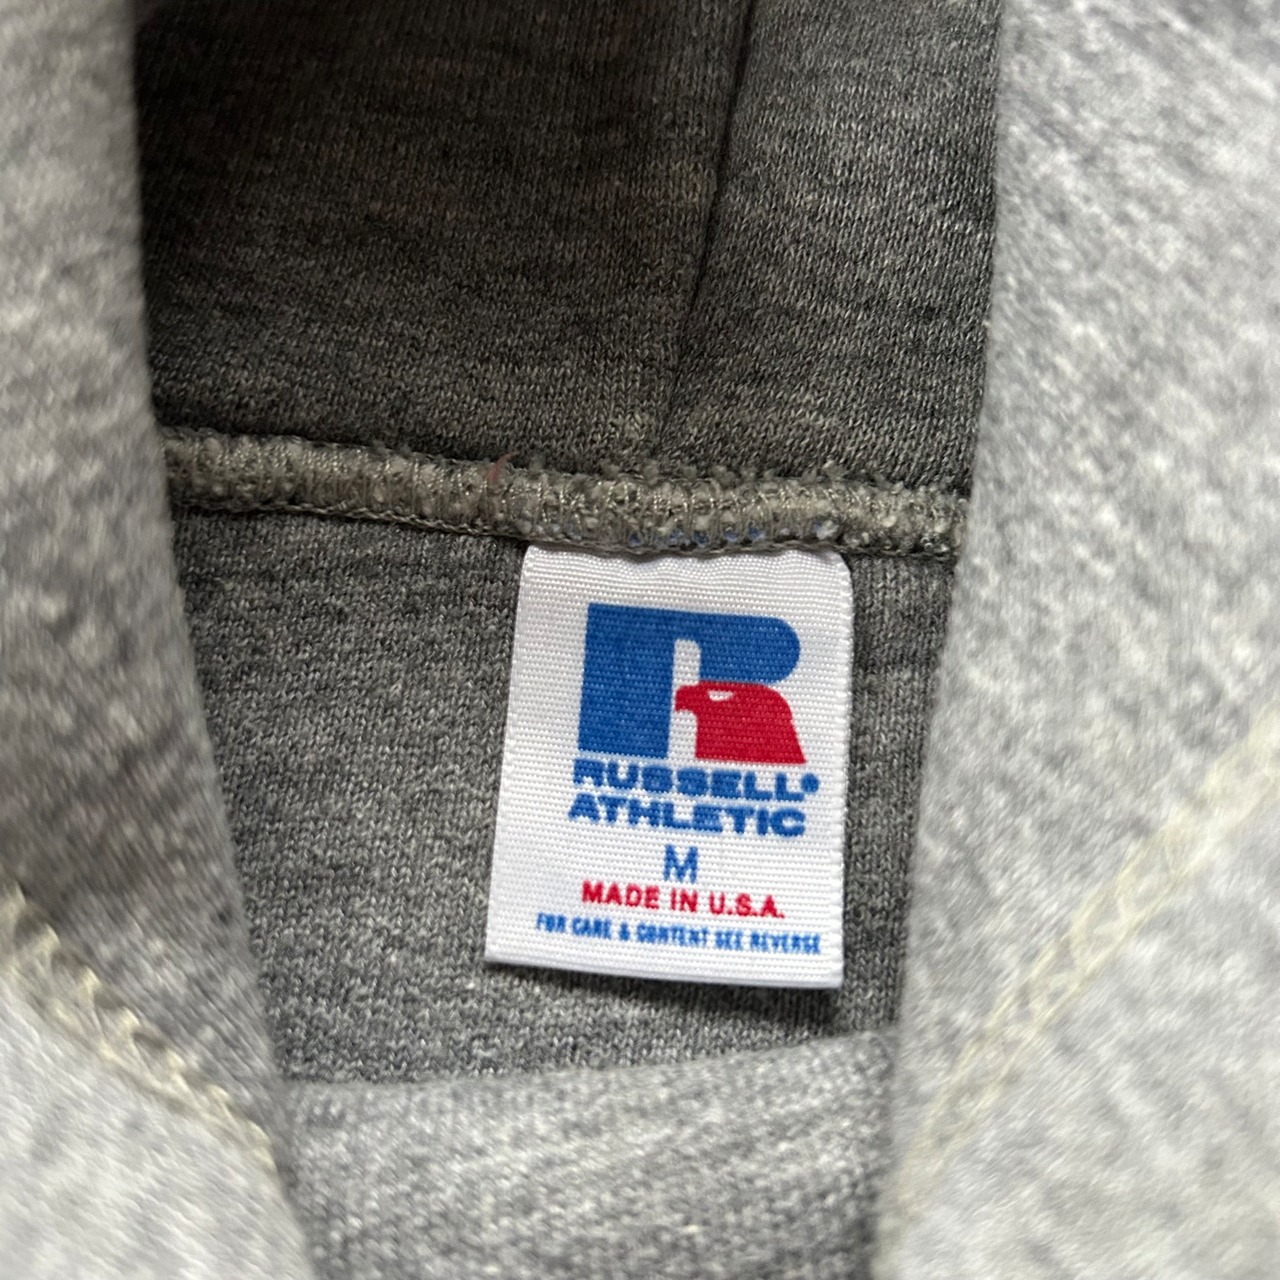 R
RUSSELL®
ATHLETIC
M
MADE IN U.S.A.
FOR CARE & CONTENT SEE REVERSE